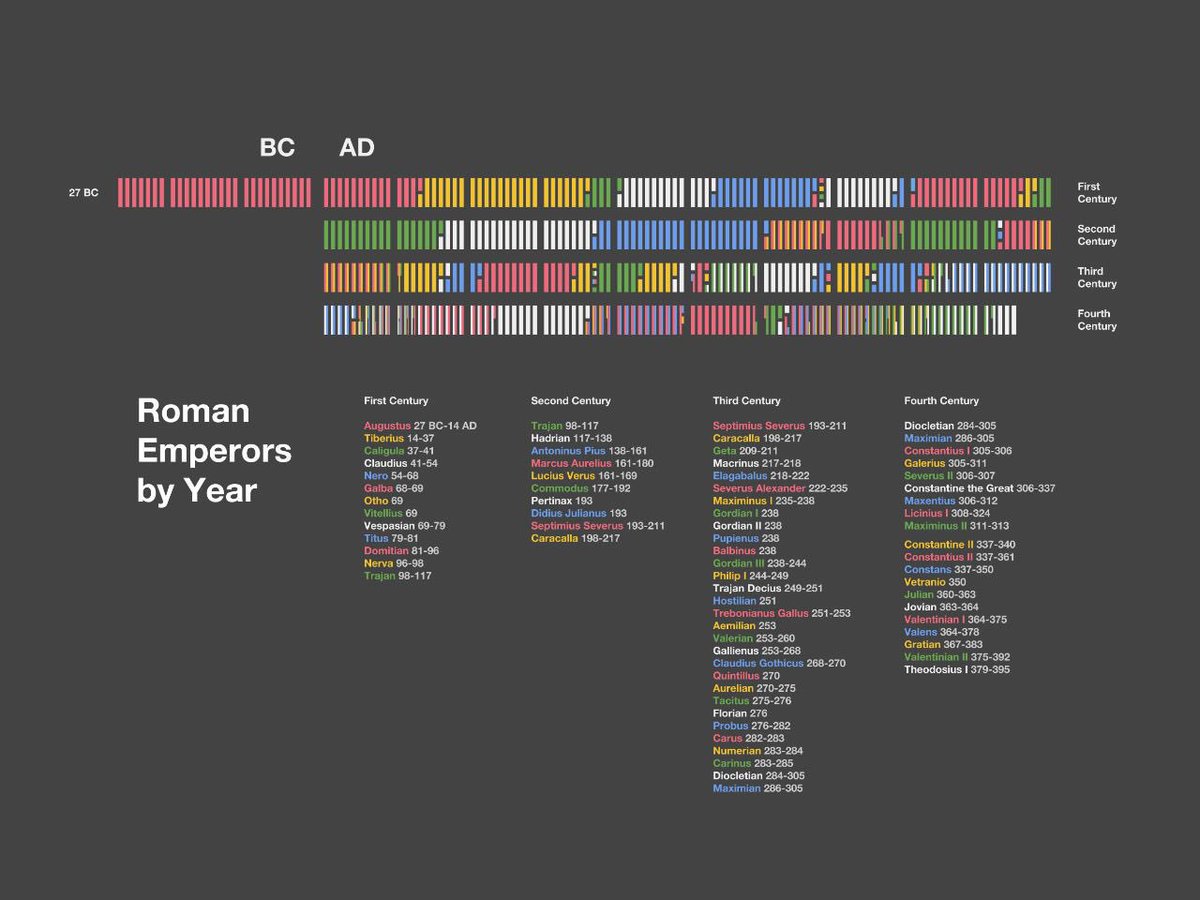 BC AD
27 BC
First
Century
Second
Century
Third
Century
Fourth
Century
Roman
Emperors
by Year
First Century
Augustus 27 BC-14 AD
Tiberius 14-37
Caligula 37-41
Claudius 41-54
Nero 54-68
Galba 68-69
Otho 69
Vitellius 69
Vespasian 69-79
Titus 79-81
Domitian 81-96
Nerva 96-98
Trajan 98-117
Second Century
Trajan 98-117
Hadrian 117-138
Antoninus Pius 138-161
Marcus Aurelius 161-180
Lucius Verus 161-169
Commodus 177-192
Pertinax 193
Didius Julianus 193
Septimius Severus 193-211
Caracalla 198-217
Third Century
Septimius Severus 193-211
Caracalla 198-217
Geta 209-211
Macrinus 217-218
Elagabalus 218-222
Severus Alexander 222-235
Maximinus I 235-238
Gordian I 238
Gordian II 238
Pupienus 238
Balbinus 238
Gordian III 238-244
Philip I 244-249
Trajan Decius 249-251
Hostilian 251
Trebonianus Gallus 251-253
Aemilian 253
Valerian 253-260
Gallienus 253-268
Claudius Gothicus 268-270
Quintillus 270
Aurelian 270-275
Tacitus 275-276
Florian 276
Probus 276-282
Carus 282-283
Numerian 283-284
Carinus 283-285
Diocletian 284-305
Maximian 286-305
Fourth Century
Diocletian 284-305
Maximian 286-305
Constantius I 305-306
Galerius 305-311
Severus II 306-307
Constantine the Great 306-337
Maxentius 306-312
Licinius I 308-324
Maximinus II 311-313
Constantine II 337-340
Constantius II 337-361
Constans 337-350
Vetranio 350
Julian 360-363
Jovian 363-364
Valentinian I 364-375
Valens 364-378
Gratian 367-383
Valentinian II 375-392
Theodosius I 379-395